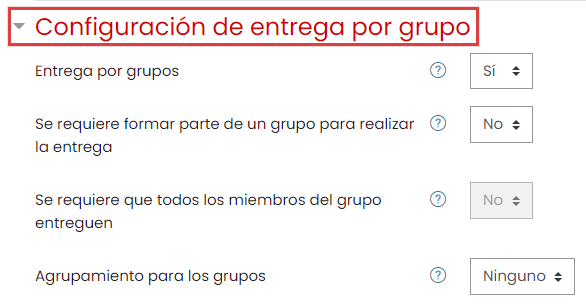 Configuración de entrega por grupo
Entrega por grupos
Sí
Se requiere formar parte de un grupo para realizar
la entrega
No
Se requiere que todos los miembros del grupo
entreguen
No
Agrupamiento para los grupos
Ninguno